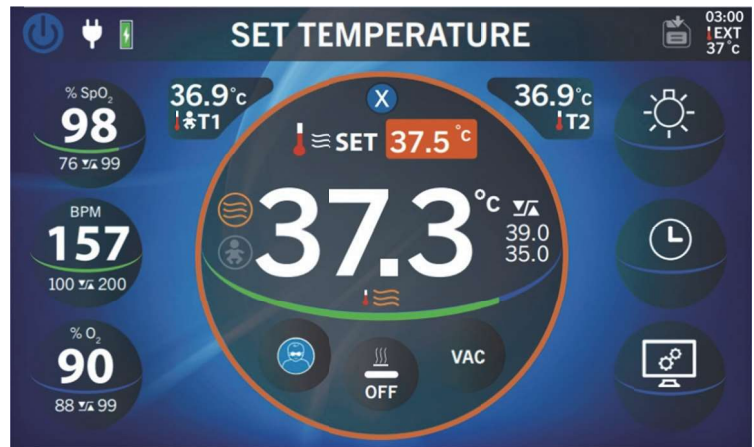 SET TEMPERATURE
03:00
EXT
37 °C
% SpO₂
98
76 99
BPM
157
100 200
% O₂
90
88 99
36.9°c
T1
X
36.9°c
T2
SET 37.5 °c
37.3 °c
39.0
35.0
OFF
VAC